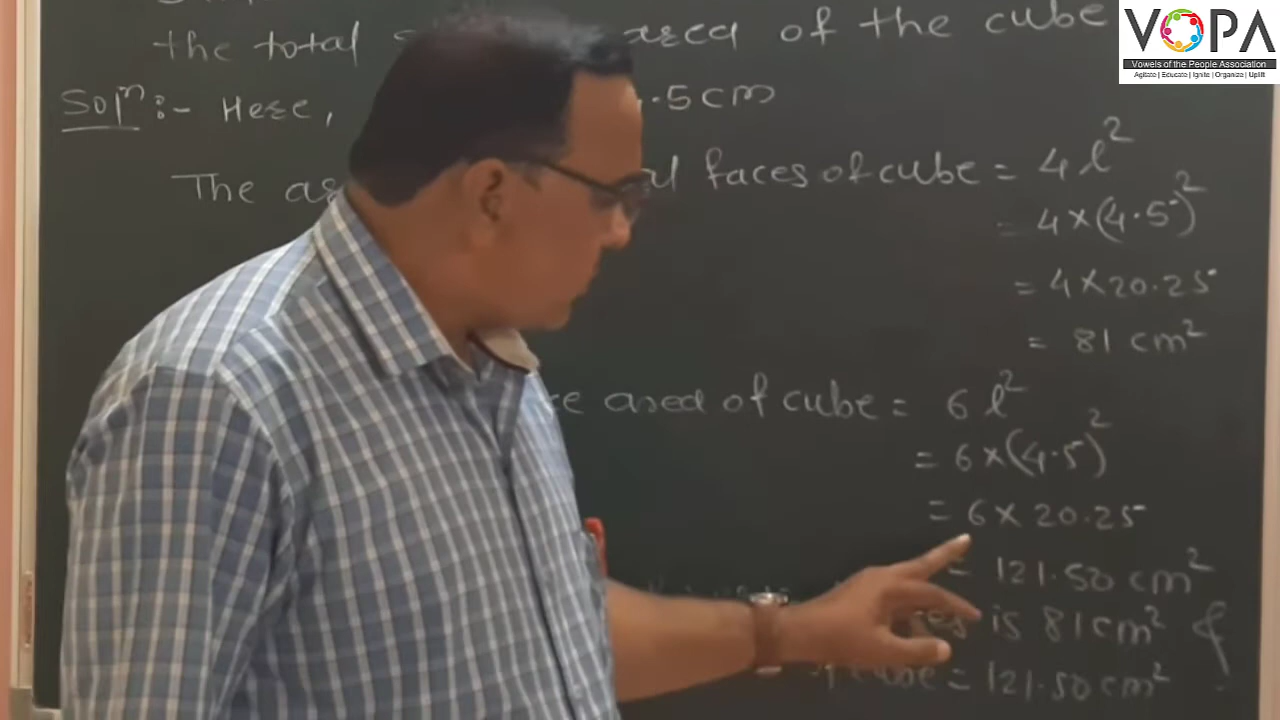 the total area of the cube
VOPA
Vowels of the People Association
Agitate | Educate | Ignite | Organize | Uplift
Solⁿ:- Here, .5cm
The faces of cube = 4l²
= 4×(4.5)²
= 4×20.25
= 81 cm²
area of cube = 6l²
= 6×(4.5)²
= 6×20.25
= 121.50 cm²
is 81cm² &
= 121.50cm²